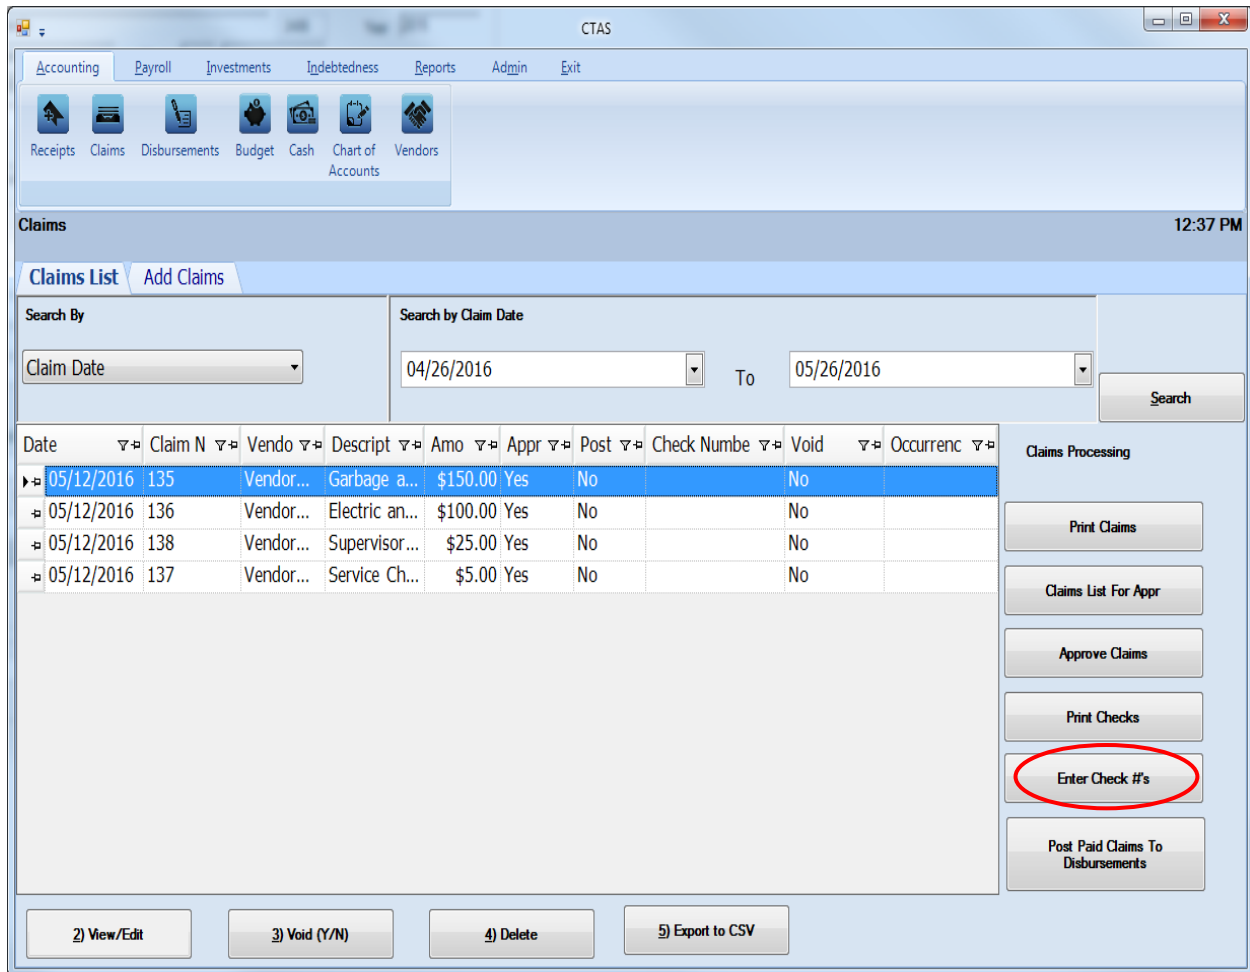 CTAS
Accounting Payroll Investments Indebtedness Reports Admin Exit
Receipts Claims Disbursements Budget Cash Chart of Accounts Vendors
Claims 12:37 PM
Claims List Add Claims
Search By Search by Claim Date
Claim Date 04/26/2016 To 05/26/2016
Search
Date Claim N Vendo Descript Amo Appr Post Check Numbe Void Occurrenc
05/12/2016 135 Vendor... Garbage a... $150.00 Yes No No
05/12/2016 136 Vendor... Electric an... $100.00 Yes No No
05/12/2016 138 Vendor... Supervisor... $25.00 Yes No No
05/12/2016 137 Vendor... Service Ch... $5.00 Yes No No
Claims Processing
Print Claims
Claims List For Appr
Approve Claims
Print Checks
Enter Check #'s
Post Paid Claims To
Disbursements
2) View/Edit 3) Void (Y/N) 4) Delete 5) Export to CSV